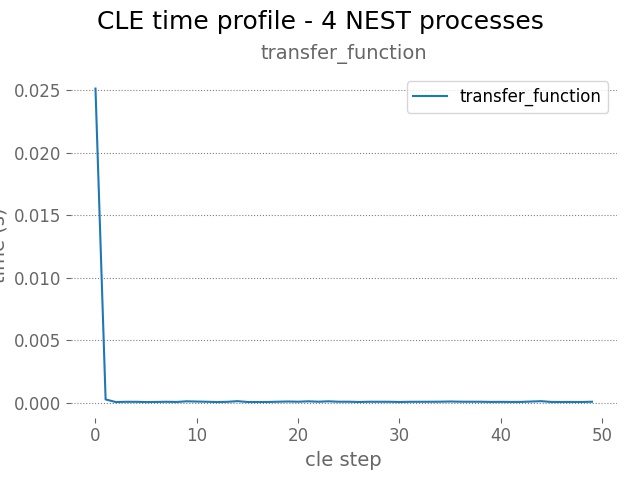 CLE time profile - 4 NEST processes
transfer_function
transfer_function
0.025
0.020
0.015
0.010
0.005
0.000
time (s)
0 10 20 30 40 50
cle step